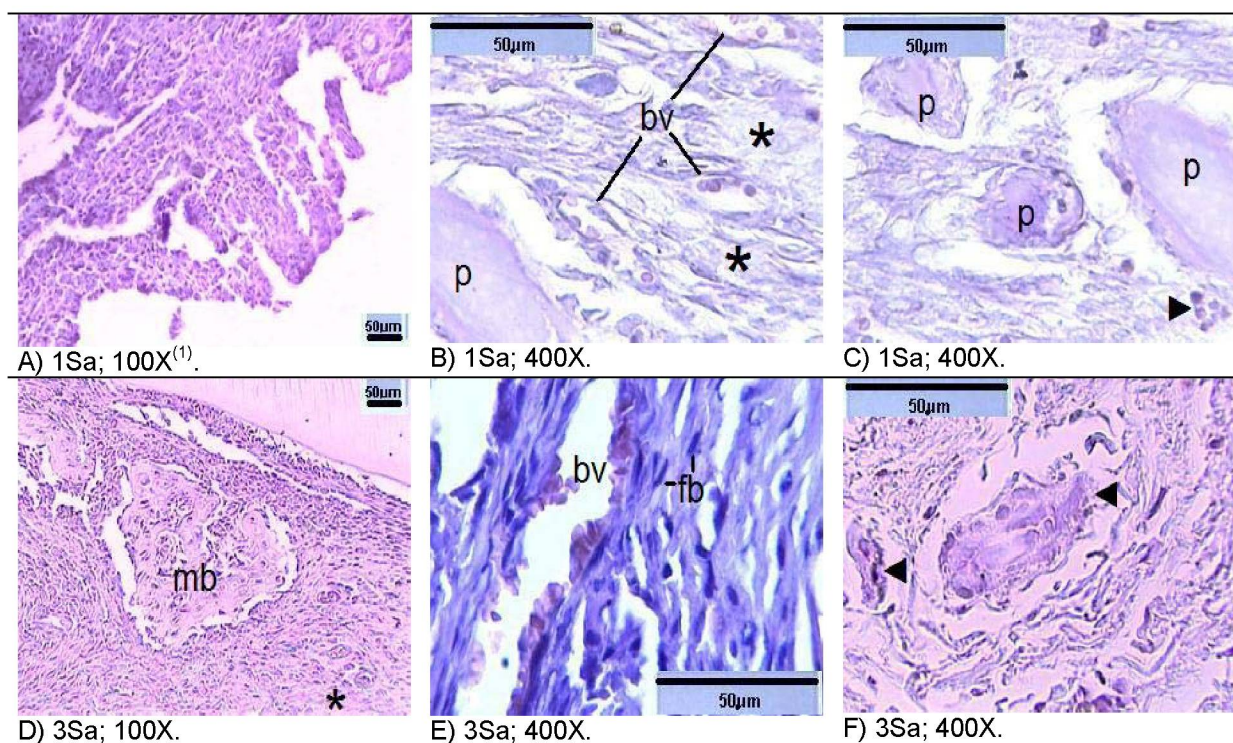 50µm
A) 1Sa; 100X(1).
50µm
bv
*
*
p
B) 1Sa; 400X.
50µm
p
p
p
C) 1Sa; 400X.
50µm
mb
*
D) 3Sa; 100X.
bv
fb
50µm
E) 3Sa; 400X.
50µm
F) 3Sa; 400X.